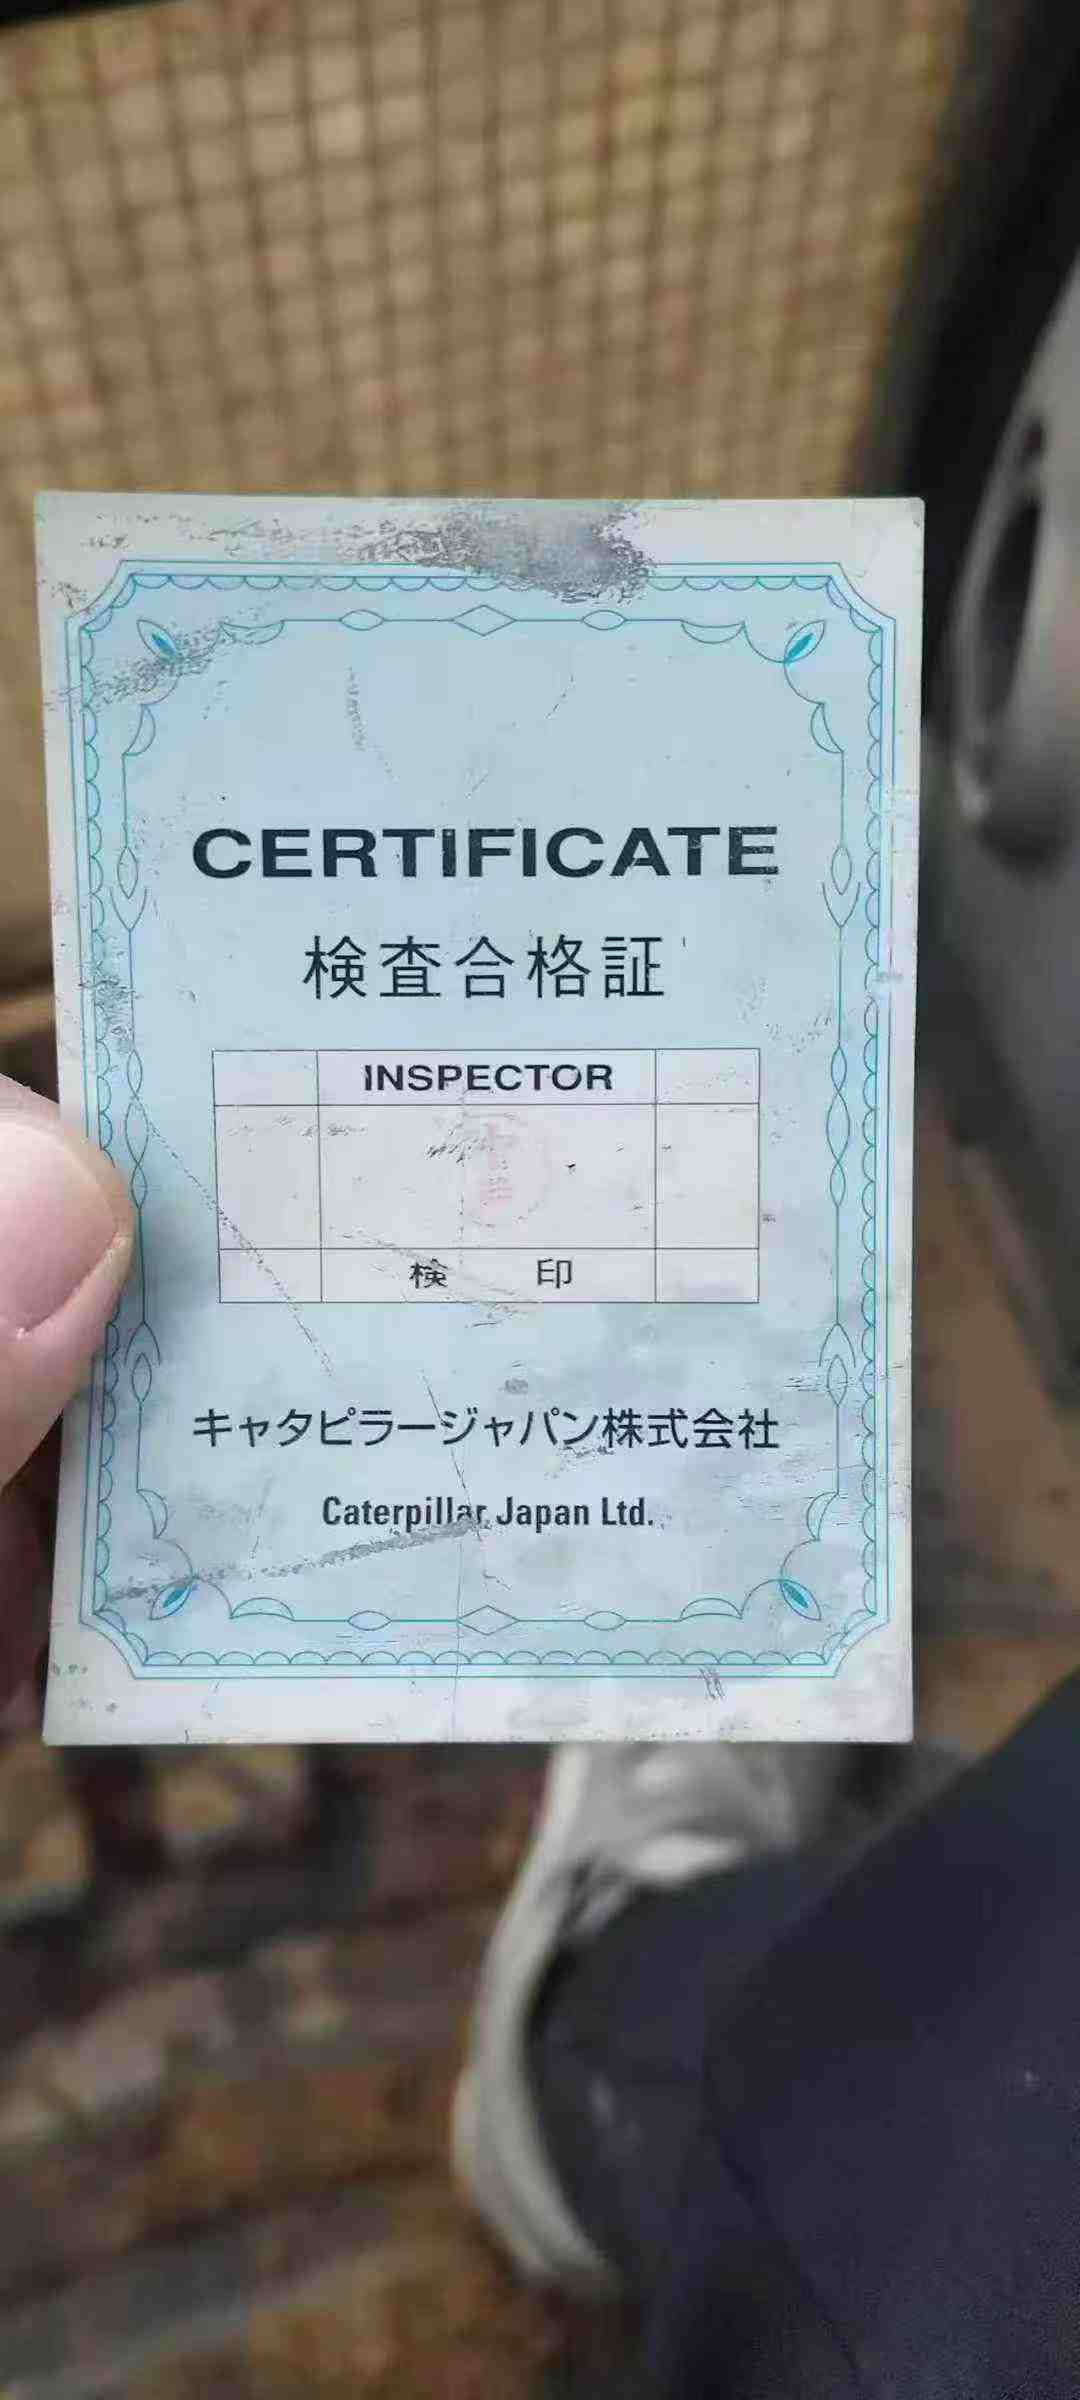 CERTIFICATE
検査合格証
INSPECTOR
検 印
キャタピラージャパン株式会社
Caterpillar Japan Ltd.